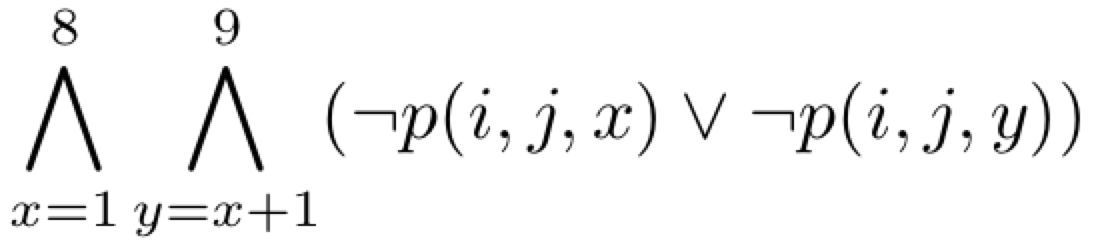 8 9
⋀ ⋀ (¬p(i, j, x) ∨ ¬p(i, j, y))
x=1 y=x+1